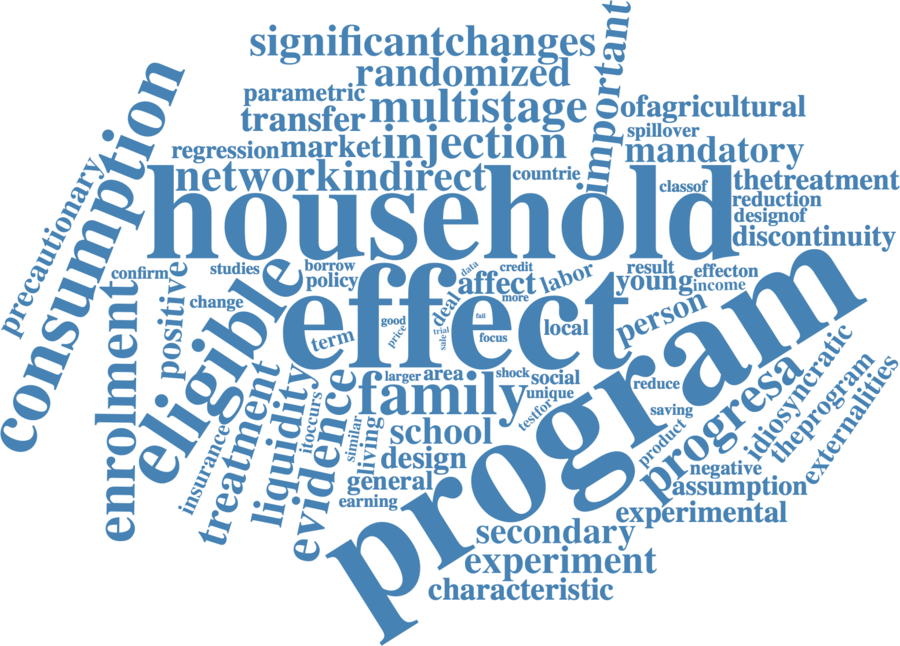 significantchanges
important
randomized
parametric
multistage
ofagricultural
transfer
spillover
consumption
regression
market
injection
mandatory
precautionary
network
indirect
countrie
classof
thetreatment
household
reduction
designof
discontinuity
confirm
studies
borrow
data
credit
result
effecton
policy
affect
labor
young
income
positive
change
eligible
effect
term
good
price
deal
more
trial
sale
fail
focus
local
person
program
enrolment
larger
area
shock
social
reduce
idiosyncratic
theprogram
externalities
family
unique
testfor
saving
progresa
treatment
liquidity
itoccurs
evidence
similar
living
school
product
insurance
design
negative
general
assumption
earning
experimental
secondary
experiment
characteristic